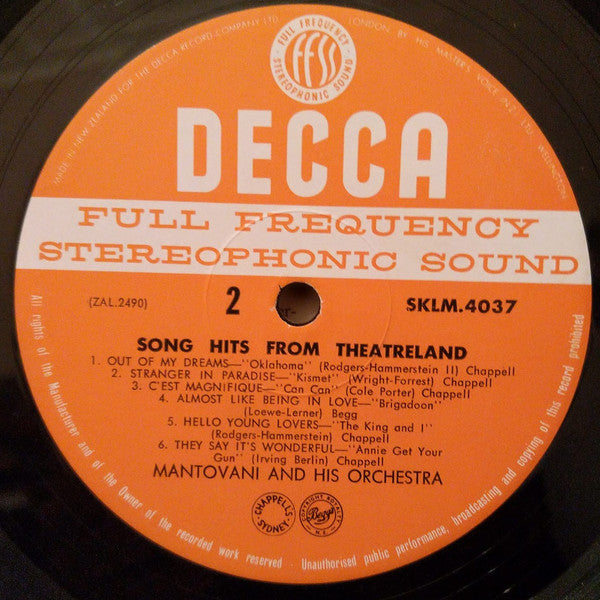 MADE IN NEW ZEALAND FOR THE DECCA RECORD COMPANY LTD. LONDON BY HIS MASTER'S VOICE (N.Z.) LTD. WELLINGTON
FULL FREQUENCY
FFSS
STEREOPHONIC SOUND
DECCA
FULL FREQUENCY
STEREOPHONIC SOUND
(ZAL.2490)
2
SKLM.4037
SONG HITS FROM THEATRELAND
1. OUT OF MY DREAMS—"Oklahoma" (Rodgers-Hammerstein II) Chappell
2. STRANGER IN PARADISE—"Kismet" (Wright-Forrest) Chappell
3. C'EST MAGNIFIQUE—"Can Can" (Cole Porter) Chappell
4. ALMOST LIKE BEING IN LOVE—"Brigadoon"
(Loewe-Lerner) Begg
5. HELLO YOUNG LOVERS—"The King and I"
(Rodgers-Hammerstein) Chappell
6. THEY SAY IT'S WONDERFUL—"Annie Get Your
Gun" (Irving Berlin) Chappell
MANTOVANI AND HIS ORCHESTRA
CHAPPELL'S
SYDNEY
COPYRIGHT ROYALTY
Beggs
N.Z.
All rights of the Manufacturer and of the Owner of the recorded work reserved · Unauthorised public performance, broadcasting and copying of this record prohibited